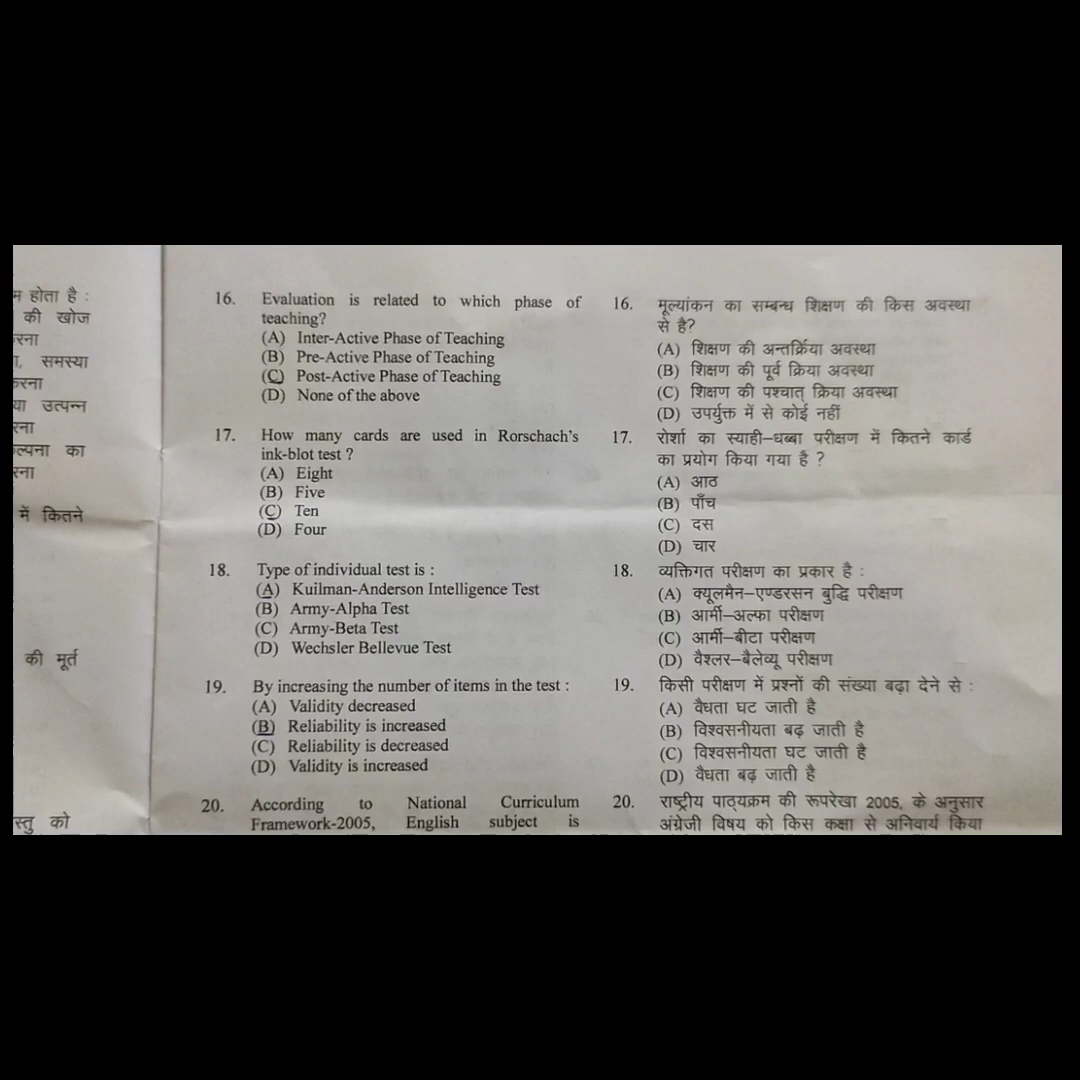 म होता है :
की खोज
रना
समस्या
करना
या उत्पन्न
रना
ल्पना का
रना
में कितने
की मूर्त
स्तु को
16. Evaluation is related to which phase of
teaching?
(A) Inter-Active Phase of Teaching
(B) Pre-Active Phase of Teaching
(C) Post-Active Phase of Teaching
(D) None of the above
17. How many cards are used in Rorschach's
ink-blot test ?
(A) Eight
(B) Five
(C) Ten
(D) Four
18. Type of individual test is :
(A) Kuilman-Anderson Intelligence Test
(B) Army-Alpha Test
(C) Army-Beta Test
(D) Wechsler Bellevue Test
19. By increasing the number of items in the test :
(A) Validity decreased
(B) Reliability is increased
(C) Reliability is decreased
(D) Validity is increased
20. According to National Curriculum
Framework-2005, English subject is
16. मूल्यांकन का सम्बन्ध शिक्षण की किस अवस्था
से है?
(A) शिक्षण की अन्तर्क्रिया अवस्था
(B) शिक्षण की पूर्व क्रिया अवस्था
(C) शिक्षण की पश्चात् क्रिया अवस्था
(D) उपर्युक्त में से कोई नहीं
17. रोर्शा का स्याही–धब्बा परीक्षण में कितने कार्ड
का प्रयोग किया गया है ?
(A) आठ
(B) पाँच
(C) दस
(D) चार
18. व्यक्तिगत परीक्षण का प्रकार है :
(A) क्यूलमैन–एण्डरसन बुद्धि परीक्षण
(B) आर्मी–अल्फा परीक्षण
(C) आर्मी–बीटा परीक्षण
(D) वैश्लर–बैलेव्यू परीक्षण
19. किसी परीक्षण में प्रश्नों की संख्या बढ़ा देने से :
(A) वैधता घट जाती है
(B) विश्वसनीयता बढ़ जाती है
(C) विश्वसनीयता घट जाती है
(D) वैधता बढ़ जाती है
20. राष्ट्रीय पाठ्यक्रम की रूपरेखा 2005, के अनुसार
अंग्रेजी विषय को किस कक्षा से अनिवार्य किया